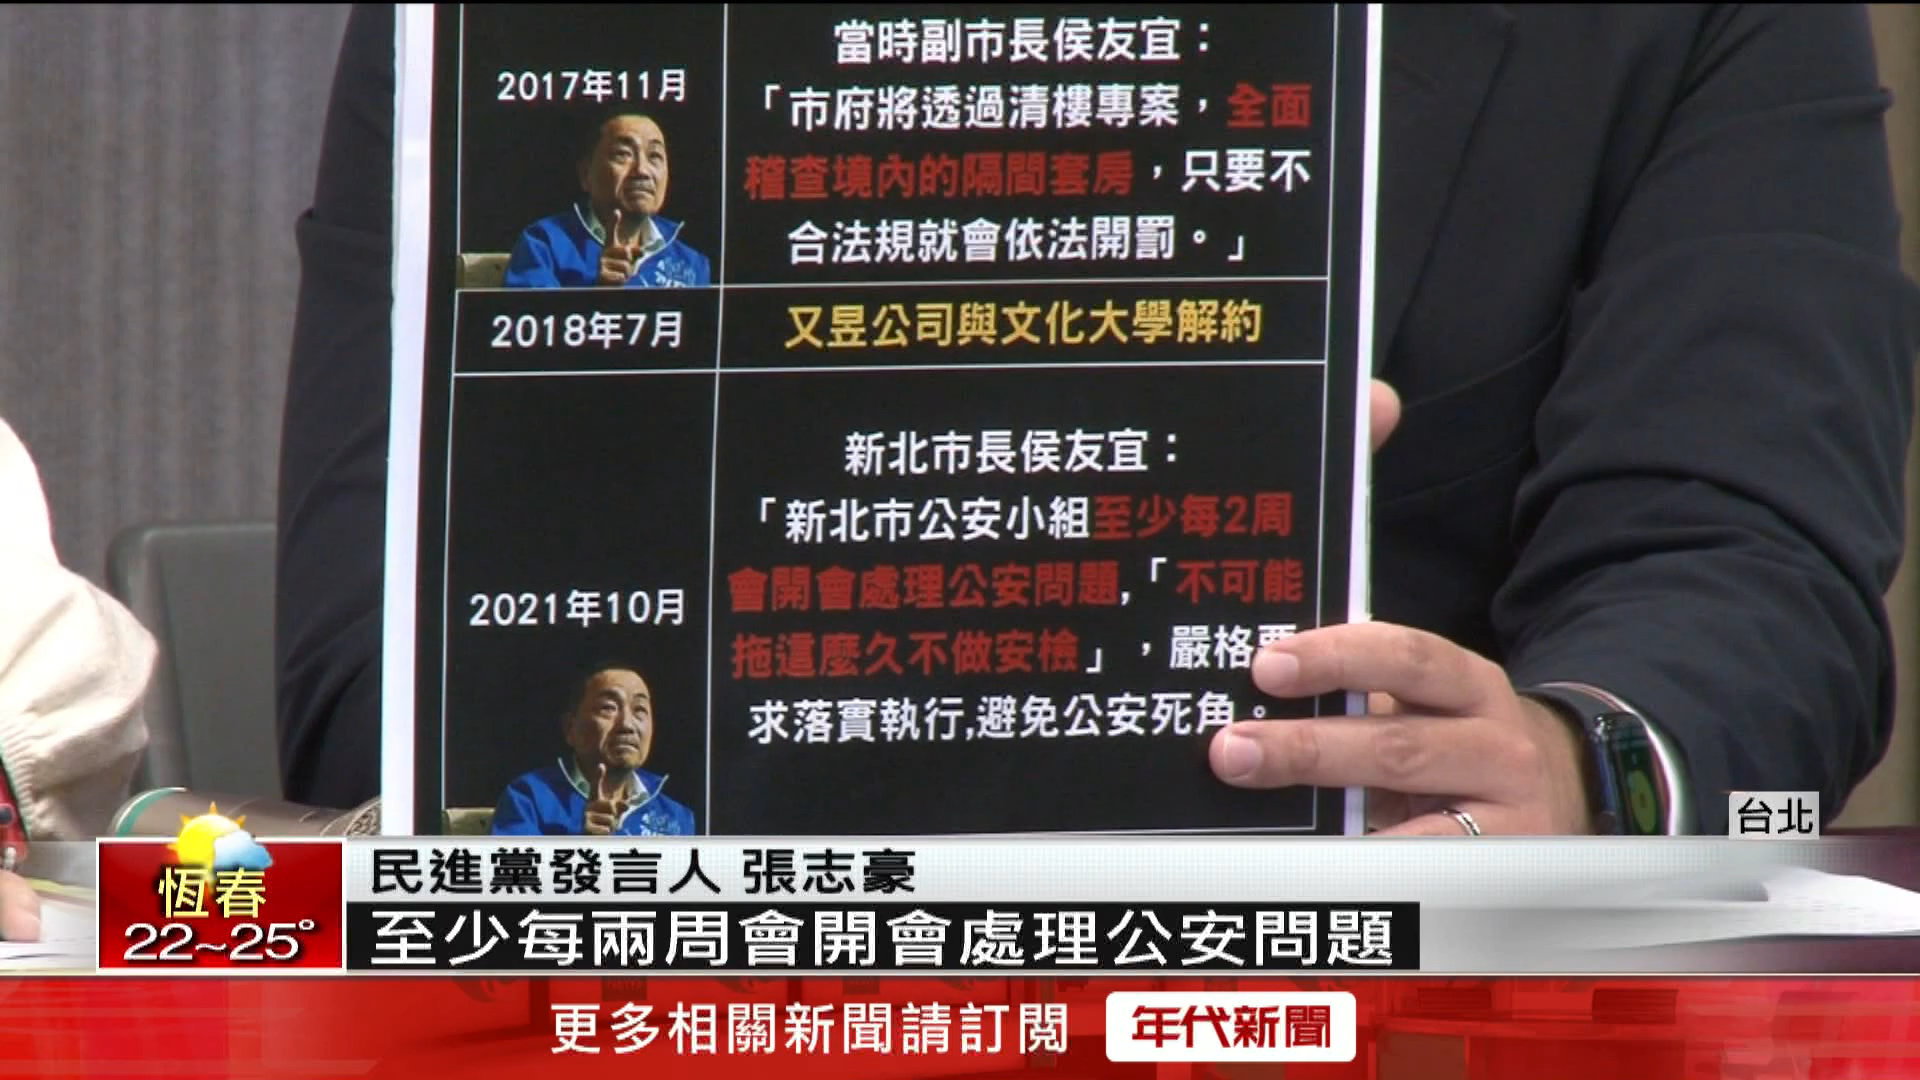 當時副市長侯友宜：
2017年11月
「市府將透過清樓專案，全面
稽查境內的隔間套房，只要不
合法規就會依法開罰。」
2018年7月
又昱公司與文化大學解約
新北市長侯友宜：
「新北市公安小組至少每2周
2021年10月
會開會處理公安問題,「不可能
拖這麼久不做安檢」，嚴格要
求落實執行,避免公安死角。
台北
恆春
22~25°
民進黨發言人 張志豪
至少每兩周會開會處理公安問題
更多相關新聞請訂閱
年代新聞